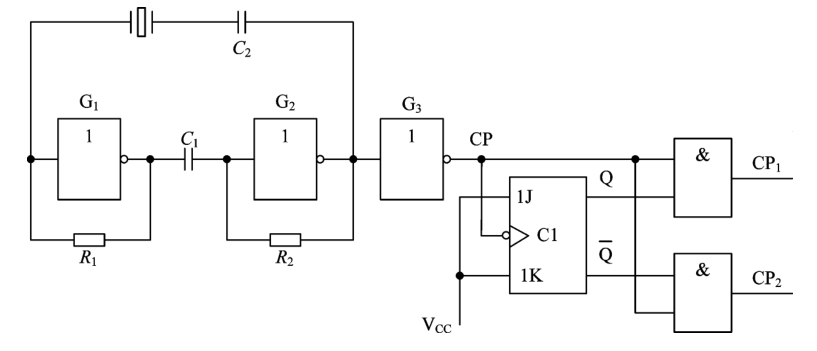 C2
G1
G2
G3
1
C1
1
1
CP
&
CP1
Q
1J
C1
Q̅
1K
&
CP2
R1
R2
VCC